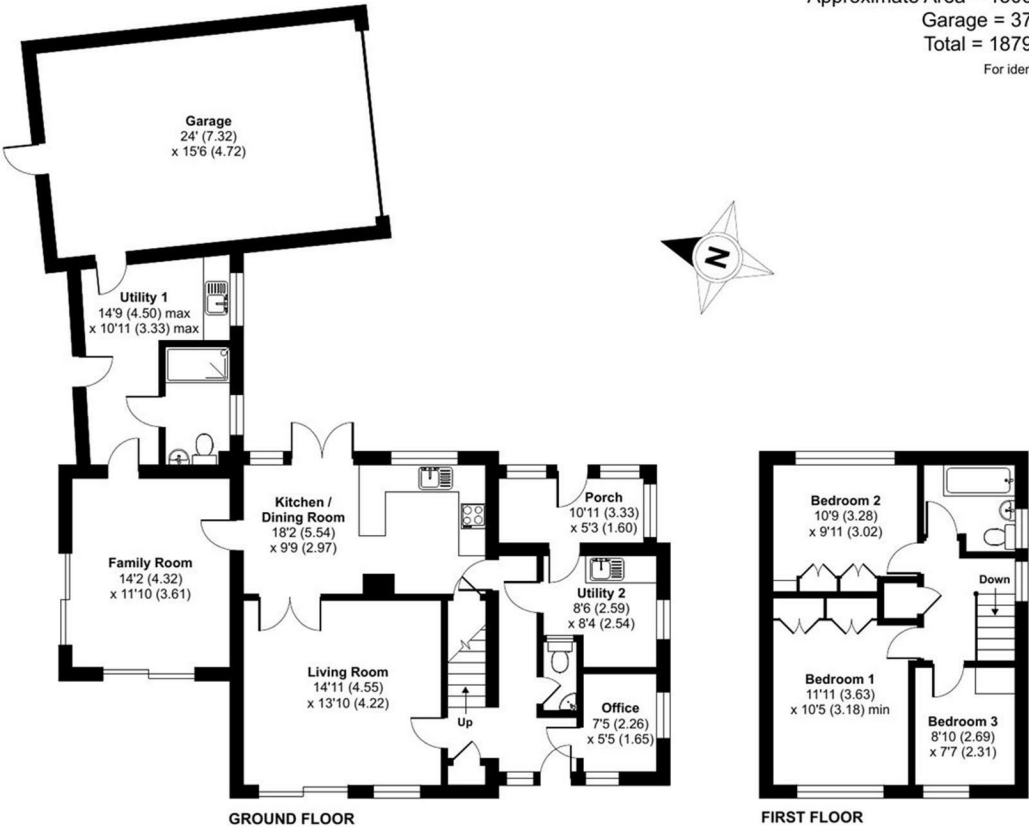 Garage = 37
Total = 1879
For iden
Garage
24' (7.32)
x 15'6 (4.72)
N
Utility 1
14'9 (4.50) max
x 10'11 (3.33) max
Kitchen /
Dining Room
18'2 (5.54)
x 9'9 (2.97)
Porch
10'11 (3.33)
x 5'3 (1.60)
Family Room
14'2 (4.32)
x 11'10 (3.61)
Utility 2
8'6 (2.59)
x 8'4 (2.54)
Living Room
14'11 (4.55)
x 13'10 (4.22)
Up
Office
7'5 (2.26)
x 5'5 (1.65)
GROUND FLOOR
Bedroom 2
10'9 (3.28)
x 9'11 (3.02)
Down
Bedroom 1
11'11 (3.63)
x 10'5 (3.18) min
Bedroom 3
8'10 (2.69)
x 7'7 (2.31)
FIRST FLOOR